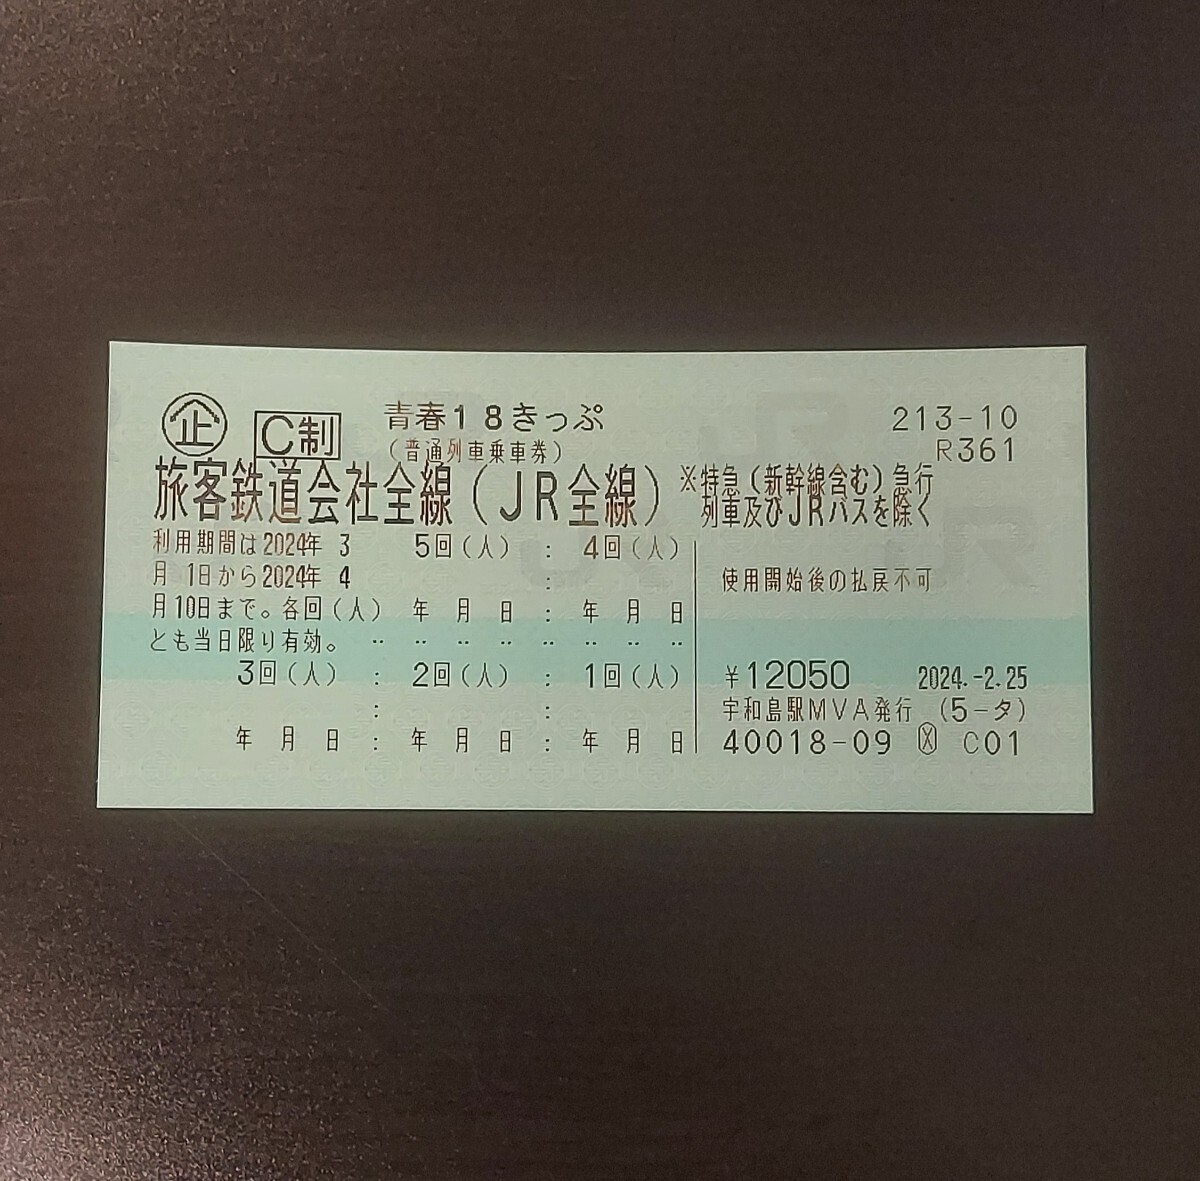 企 C制 青春18きっぷ 213-10
(普通列車乗車券) R361
旅客鉄道会社全線(JR全線) ※特急(新幹線含む)急行
列車及びJRバスを除く
利用期間は2024年 3 5回(人) : 4回(人)
月 1日から2024年 4 : 使用開始後の払戻不可
月10日まで。各回(人) 年 月 日 : 年 月 日
とも当日限り有効。 ‥ ‥ ‥ ‥ ‥ ‥ ‥
3回(人) : 2回(人) : 1回(人) ¥12050 2024.-2.25
: : 宇和島駅MVA発行 (5-タ)
年 月 日 : 年 月 日 : 年 月 日 40018-09 Ⓧ C01